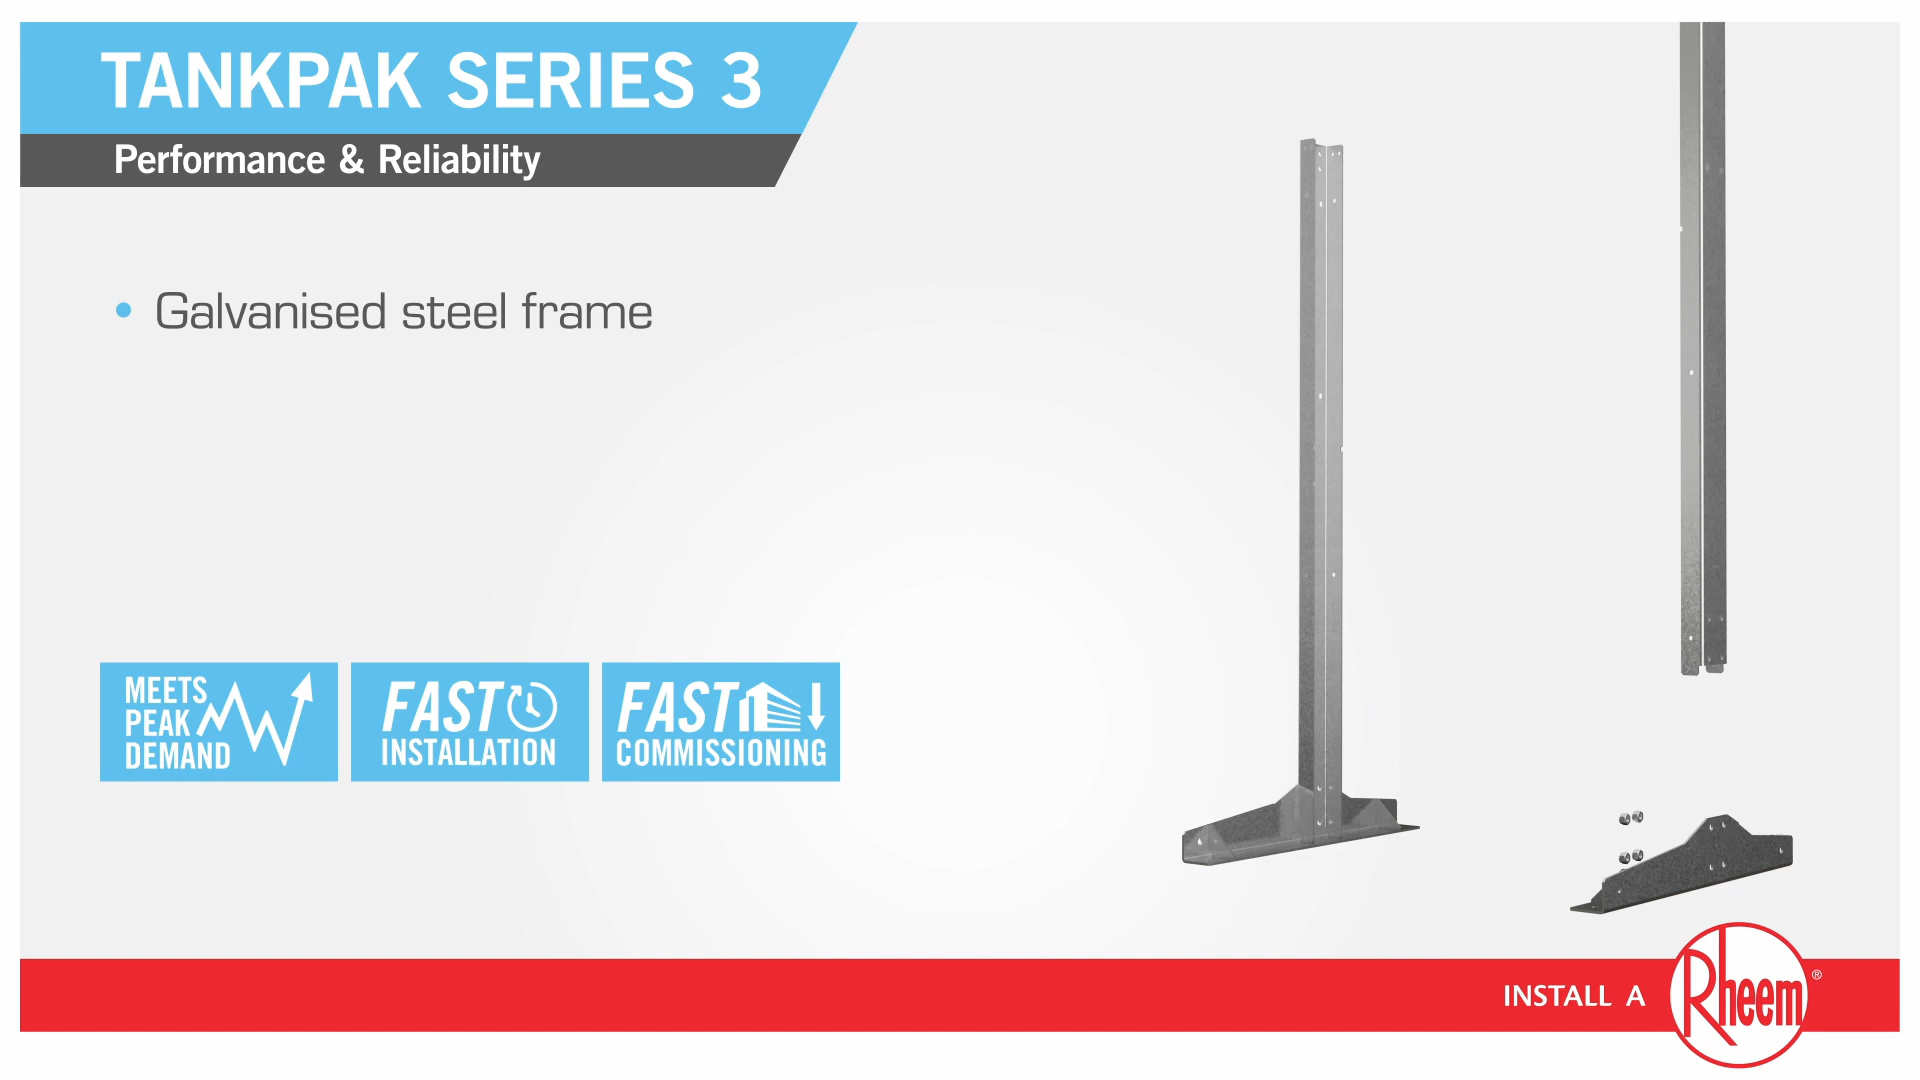 TANKPAK SERIES 3
Performance & Reliability
• Galvanised steel frame
MEETS
PEAK
DEMAND
FAST
INSTALLATION
FAST
COMMISSIONING
INSTALL A
Rheem®